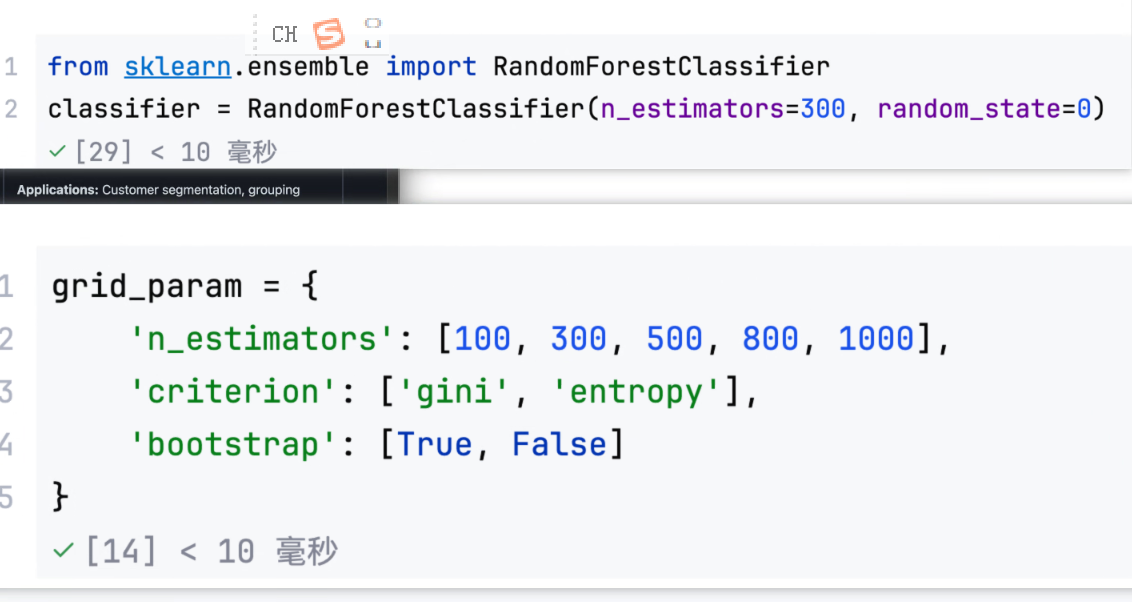 CH
1 from sklearn.ensemble import RandomForestClassifier
2 classifier = RandomForestClassifier(n_estimators=300, random_state=0)
[29] < 10 毫秒
Applications: Customer segmentation, grouping
1 grid_param = {
2     'n_estimators': [100, 300, 500, 800, 1000],
3     'criterion': ['gini', 'entropy'],
4     'bootstrap': [True, False]
5 }
[14] < 10 毫秒